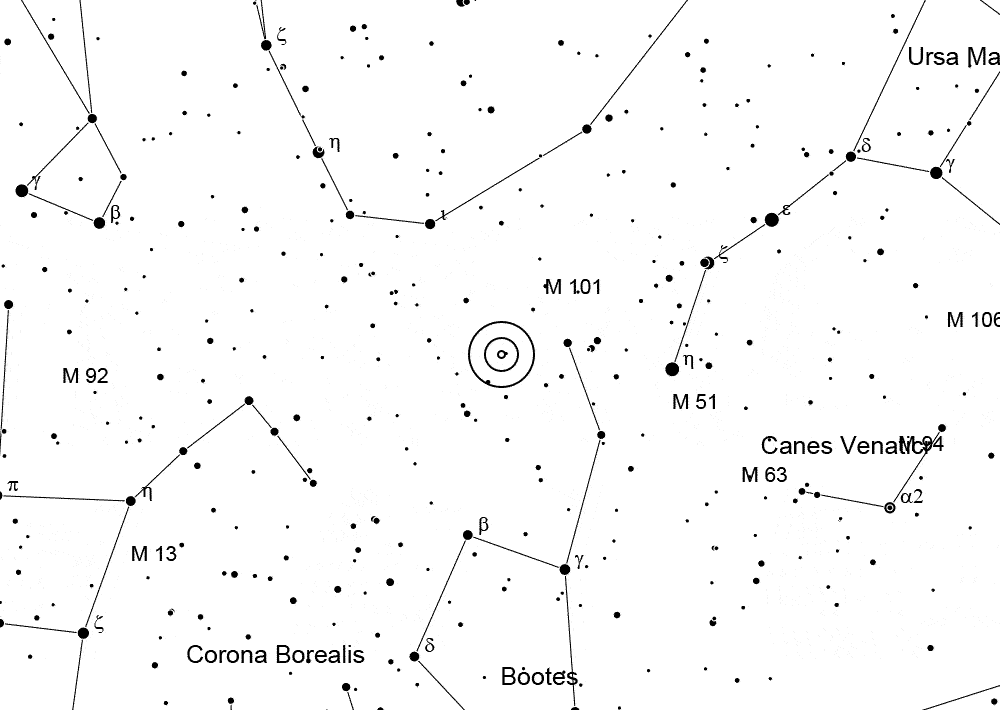 ζ
Ursa Ma
η
δ
γ
γ
β
ι
ε
ζ
M 101
M 106
η
M 92
M 51
Canes Venatici
M 94
M 63
π
η
α2
β
M 13
γ
ζ
δ
Corona Borealis
Bootes